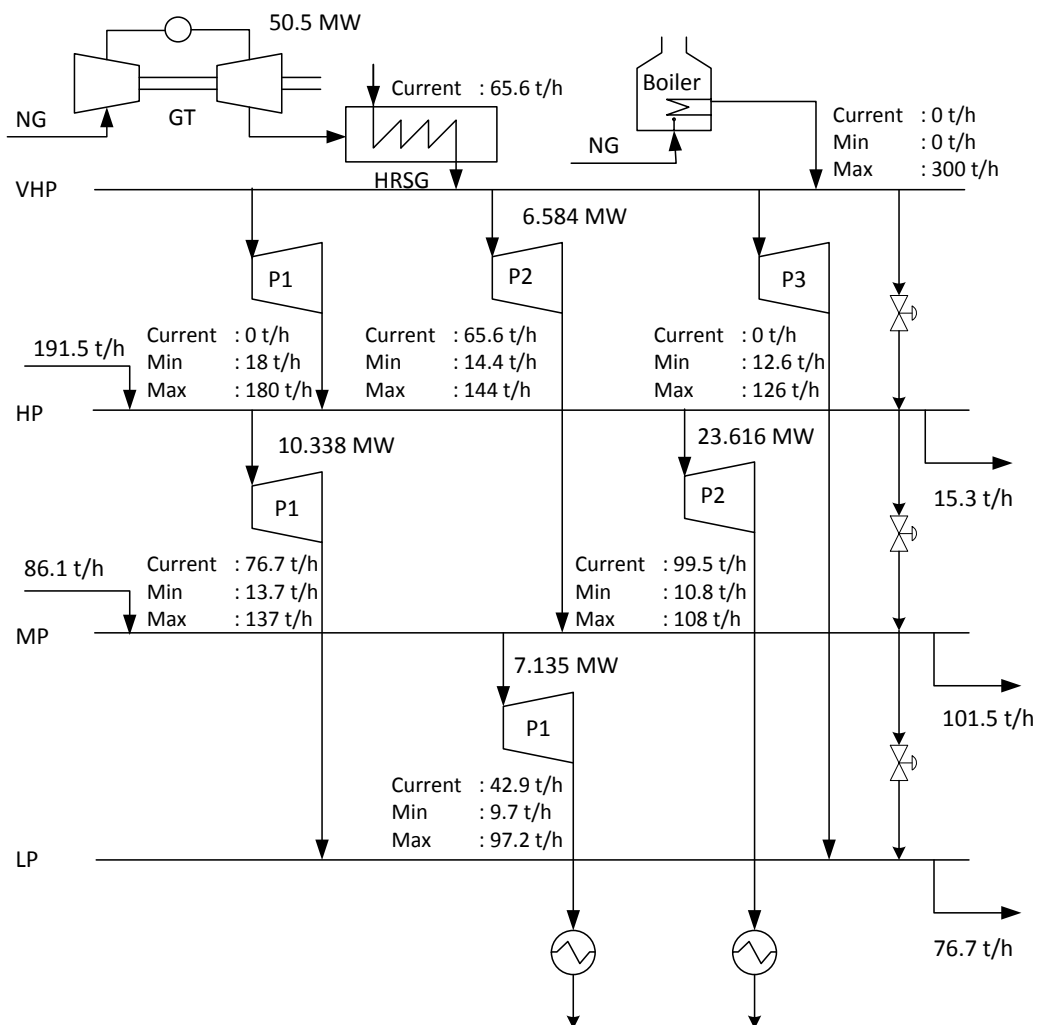 50.5 MW
Current : 65.6 t/h
Boiler
NG
GT
NG
Current : 0 t/h
Min : 0 t/h
Max : 300 t/h
HRSG
VHP
6.584 MW
P1
P2
P3
191.5 t/h
Current : 0 t/h
Min : 18 t/h
Max : 180 t/h
Current : 65.6 t/h
Min : 14.4 t/h
Max : 144 t/h
Current : 0 t/h
Min : 12.6 t/h
Max : 126 t/h
HP
10.338 MW
23.616 MW
P1
P2
15.3 t/h
86.1 t/h
Current : 76.7 t/h
Min : 13.7 t/h
Max : 137 t/h
Current : 99.5 t/h
Min : 10.8 t/h
Max : 108 t/h
MP
7.135 MW
P1
101.5 t/h
Current : 42.9 t/h
Min : 9.7 t/h
Max : 97.2 t/h
LP
76.7 t/h